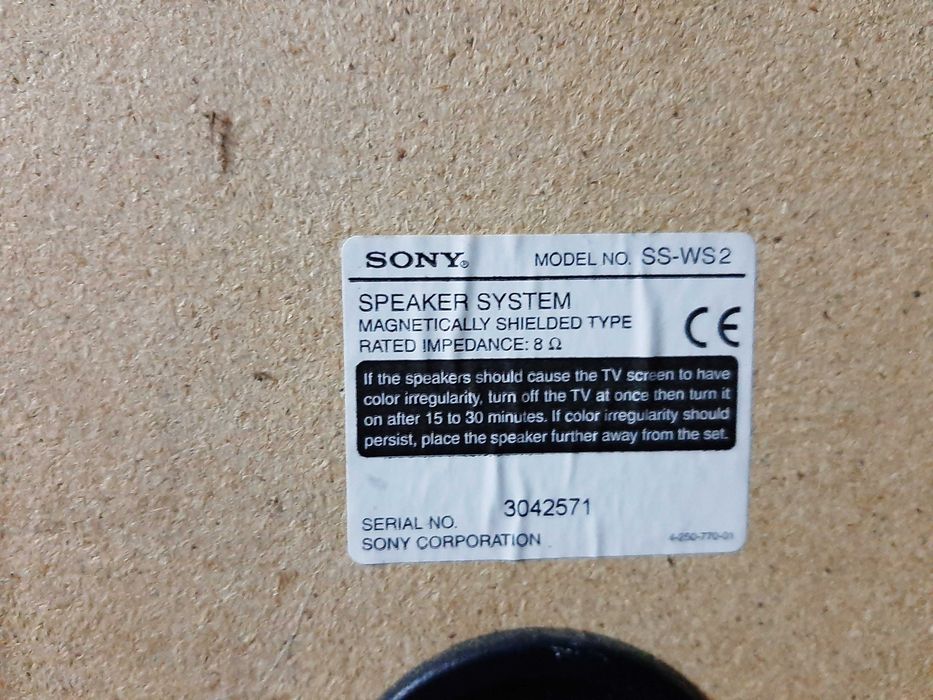 SONY® MODEL NO. SS-WS2
SPEAKER SYSTEM
MAGNETICALLY SHIELDED TYPE
RATED IMPEDANCE: 8 Ω
CE
If the speakers should cause the TV screen to have
color irregularity, turn off the TV at once then turn it
on after 15 to 30 minutes. If color irregularity should
persist, place the speaker further away from the set.
SERIAL NO. 3042571
SONY CORPORATION 4-250-770-01